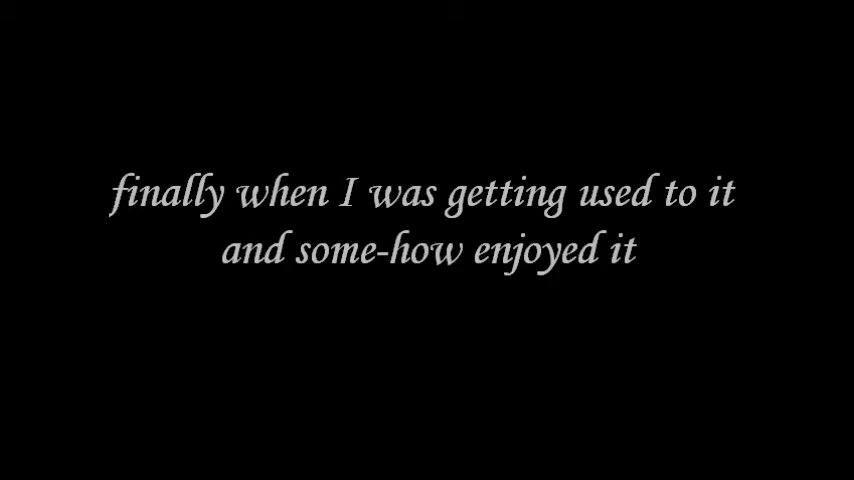 finally when I was getting used to it
and some-how enjoyed it